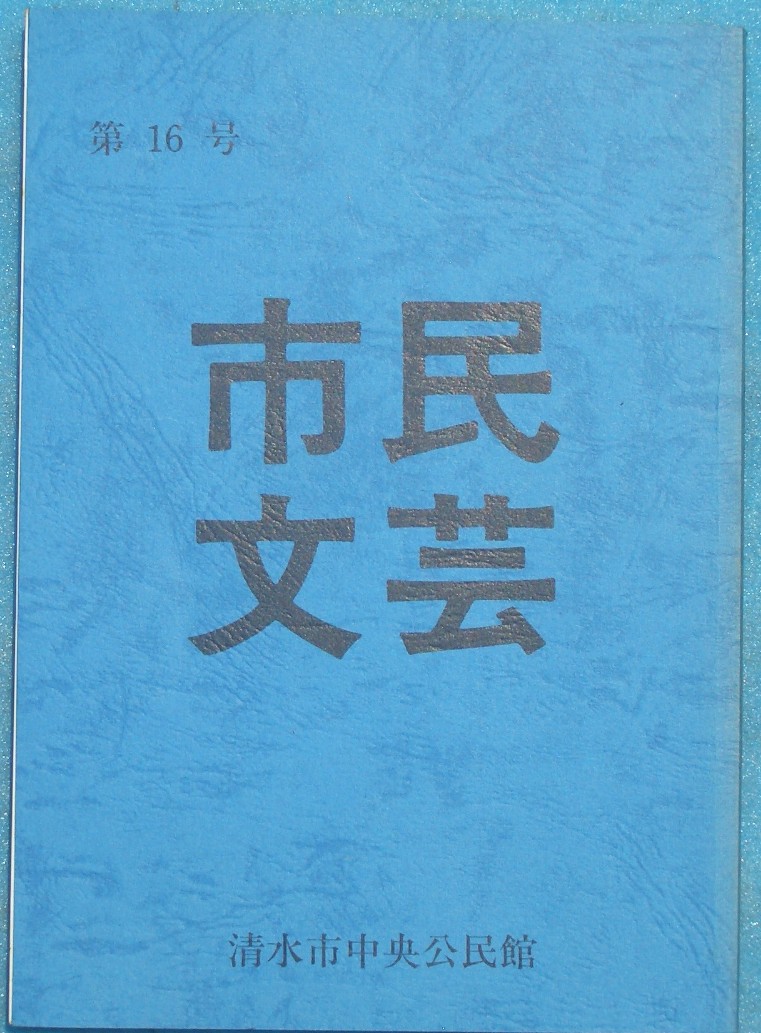 第 16 号
市民
文芸
清水市中央公民館